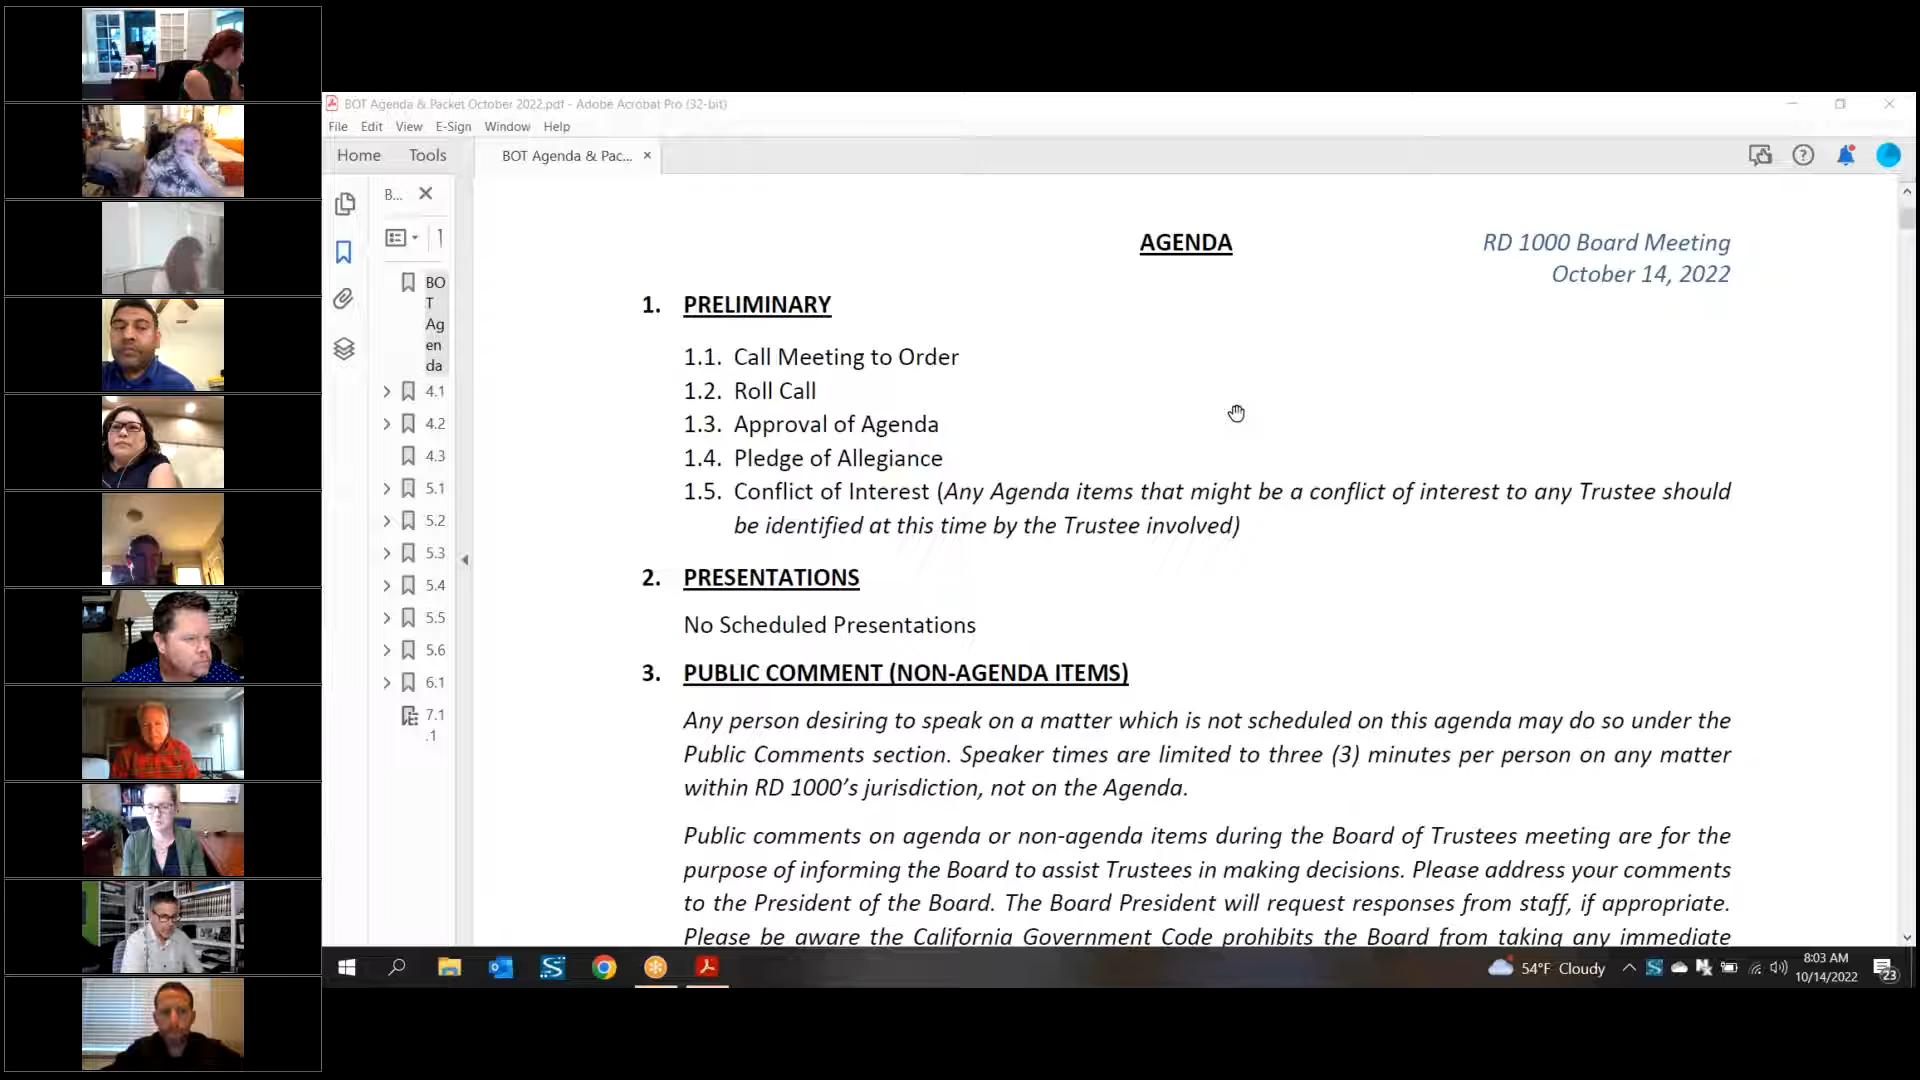 BOT Agenda & Packet October 2022.pdf - Adobe Acrobat Pro (32-bit)
File Edit View E-Sign Window Help
Home Tools BOT Agenda & Pac... ×
B...
BO
T
Ag
en
da
4.1
4.2
4.3
5.1
5.2
5.3
5.4
5.5
5.6
6.1
7.1
.1
AGENDA
RD 1000 Board Meeting
October 14, 2022
1. PRELIMINARY
1.1. Call Meeting to Order
1.2. Roll Call
1.3. Approval of Agenda
1.4. Pledge of Allegiance
1.5. Conflict of Interest (Any Agenda items that might be a conflict of interest to any Trustee should
be identified at this time by the Trustee involved)
2. PRESENTATIONS
No Scheduled Presentations
3. PUBLIC COMMENT (NON-AGENDA ITEMS)
Any person desiring to speak on a matter which is not scheduled on this agenda may do so under the
Public Comments section. Speaker times are limited to three (3) minutes per person on any matter
within RD 1000’s jurisdiction, not on the Agenda.
Public comments on agenda or non-agenda items during the Board of Trustees meeting are for the
purpose of informing the Board to assist Trustees in making decisions. Please address your comments
to the President of the Board. The Board President will request responses from staff, if appropriate.
Please be aware the California Government Code prohibits the Board from taking any immediate
54°F Cloudy
8:03 AM
10/14/2022
23